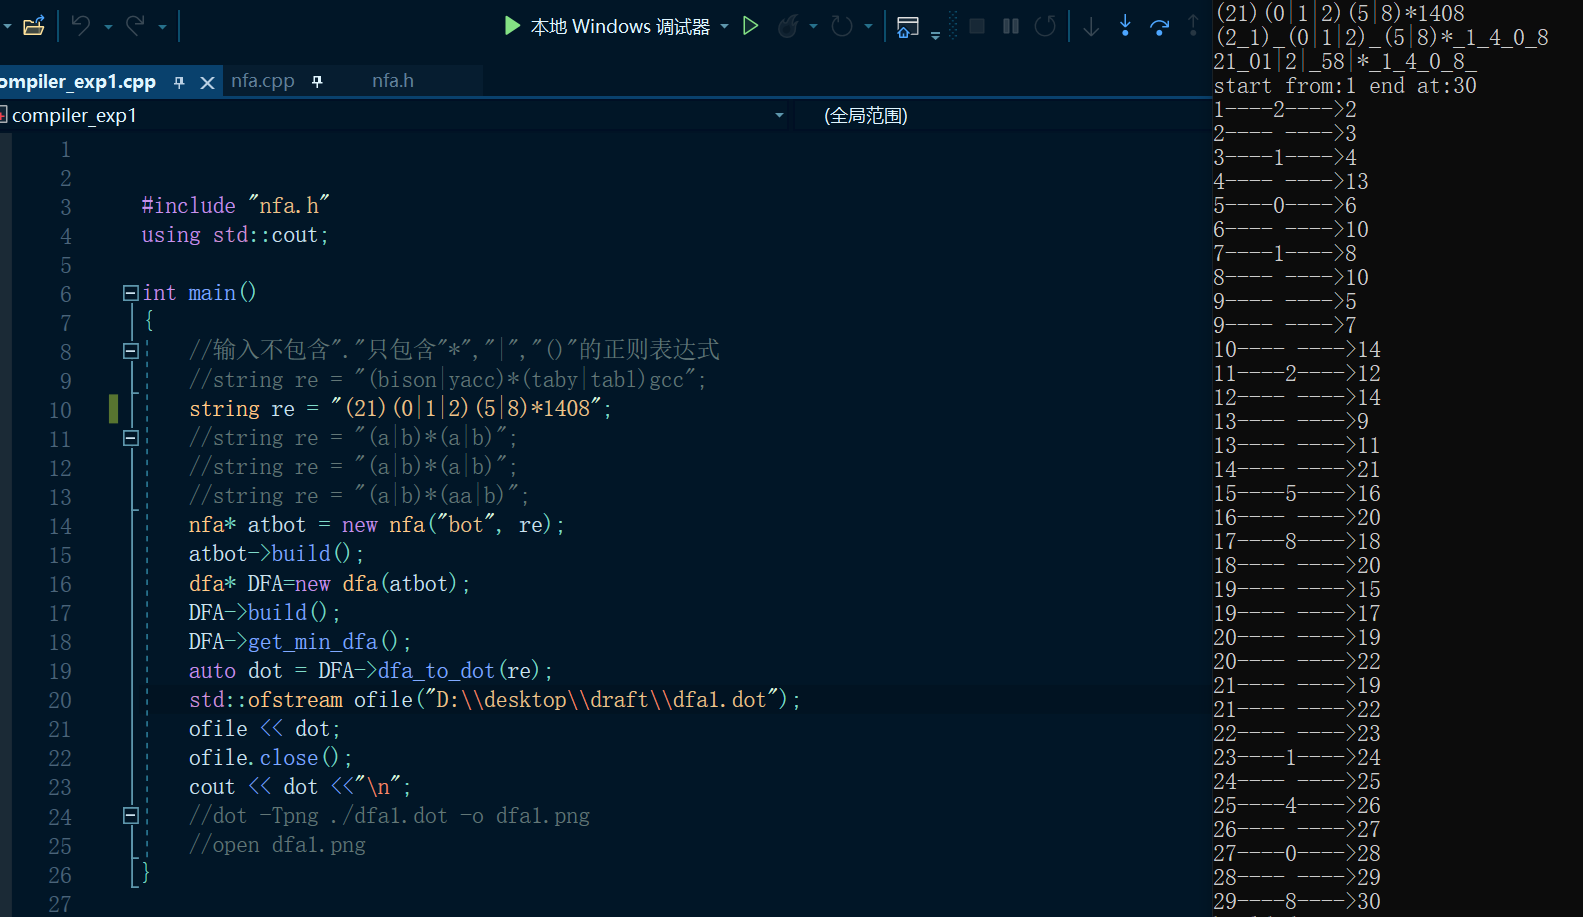 本地 Windows 调试器
ompiler_exp1.cpp
nfa.cpp
nfa.h
compiler_exp1
(全局范围)
1
2
3 #include "nfa.h"
4 using std::cout;
5
6 int main()
7 {
8 //输入不包含"."只包含"*","|","()"的正则表达式
9 //string re = "(bison|yacc)*(taby|tabl)gcc";
10 string re = "(21)(0|1|2)(5|8)*1408";
11 //string re = "(a|b)*(a|b)";
12 //string re = "(a|b)*(a|b)";
13 //string re = "(a|b)*(aa|b)";
14 nfa* atbot = new nfa("bot", re);
15 atbot->build();
16 dfa* DFA=new dfa(atbot);
17 DFA->build();
18 DFA->get_min_dfa();
19 auto dot = DFA->dfa_to_dot(re);
20 std::ofstream ofile("D:\\desktop\\draft\\dfa1.dot");
21 ofile << dot;
22 ofile.close();
23 cout << dot <<"\n";
24 //dot -Tpng ./dfa1.dot -o dfa1.png
25 //open dfa1.png
26 }
27
(21)(0|1|2)(5|8)*1408
(2_1)_(0|1|2)_(5|8)*_1_4_0_8
21_01|2|_58|*_1_4_0_8_
start from:1 end at:30
1----2---->2
2---- ---->3
3----1---->4
4---- ---->13
5----0---->6
6---- ---->10
7----1---->8
8---- ---->10
9---- ---->5
9---- ---->7
10---- ---->14
11----2---->12
12---- ---->14
13---- ---->9
13---- ---->11
14---- ---->21
15----5---->16
16---- ---->20
17----8---->18
18---- ---->20
19---- ---->15
19---- ---->17
20---- ---->19
20---- ---->22
21---- ---->19
21---- ---->22
22---- ---->23
23----1---->24
24---- ---->25
25----4---->26
26---- ---->27
27----0---->28
28---- ---->29
29----8---->30